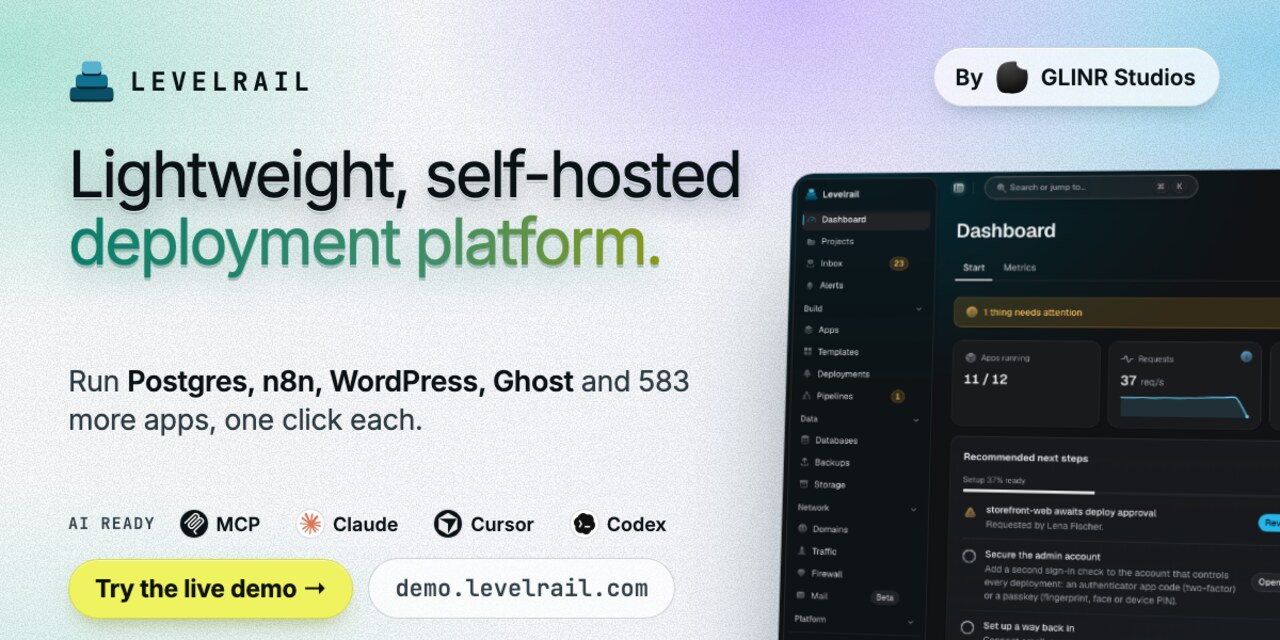 LEVELRAIL
By GLINR Studios
Lightweight, self-hosted
deployment platform.
Run Postgres, n8n, WordPress, Ghost and 583
more apps, one click each.
AI READY MCP Claude Cursor Codex
Try the live demo →
demo.levelrail.com
Levelrail
Dashboard
Projects
Inbox 23
Alerts
Build
Apps
Templates
Deployments
Pipelines 1
Data
Databases
Backups
Storage
Network
Domains
Traffic
Firewall
Mail Beta
Platform
Search or jump to... ⌘ K
Dashboard
Start Metrics
1 thing needs attention
Apps running
11 / 12
Requests
37 req/s
Recommended next steps
Setup 37% ready
storefront-web awaits deploy approval
Requested by Lena Fischer.
Secure the admin account
Add a second sign-in check to the account that controls
every deployment: an authenticator app code (two-factor)
or a passkey (fingerprint, face or device PIN).
Open
Set up a way back in